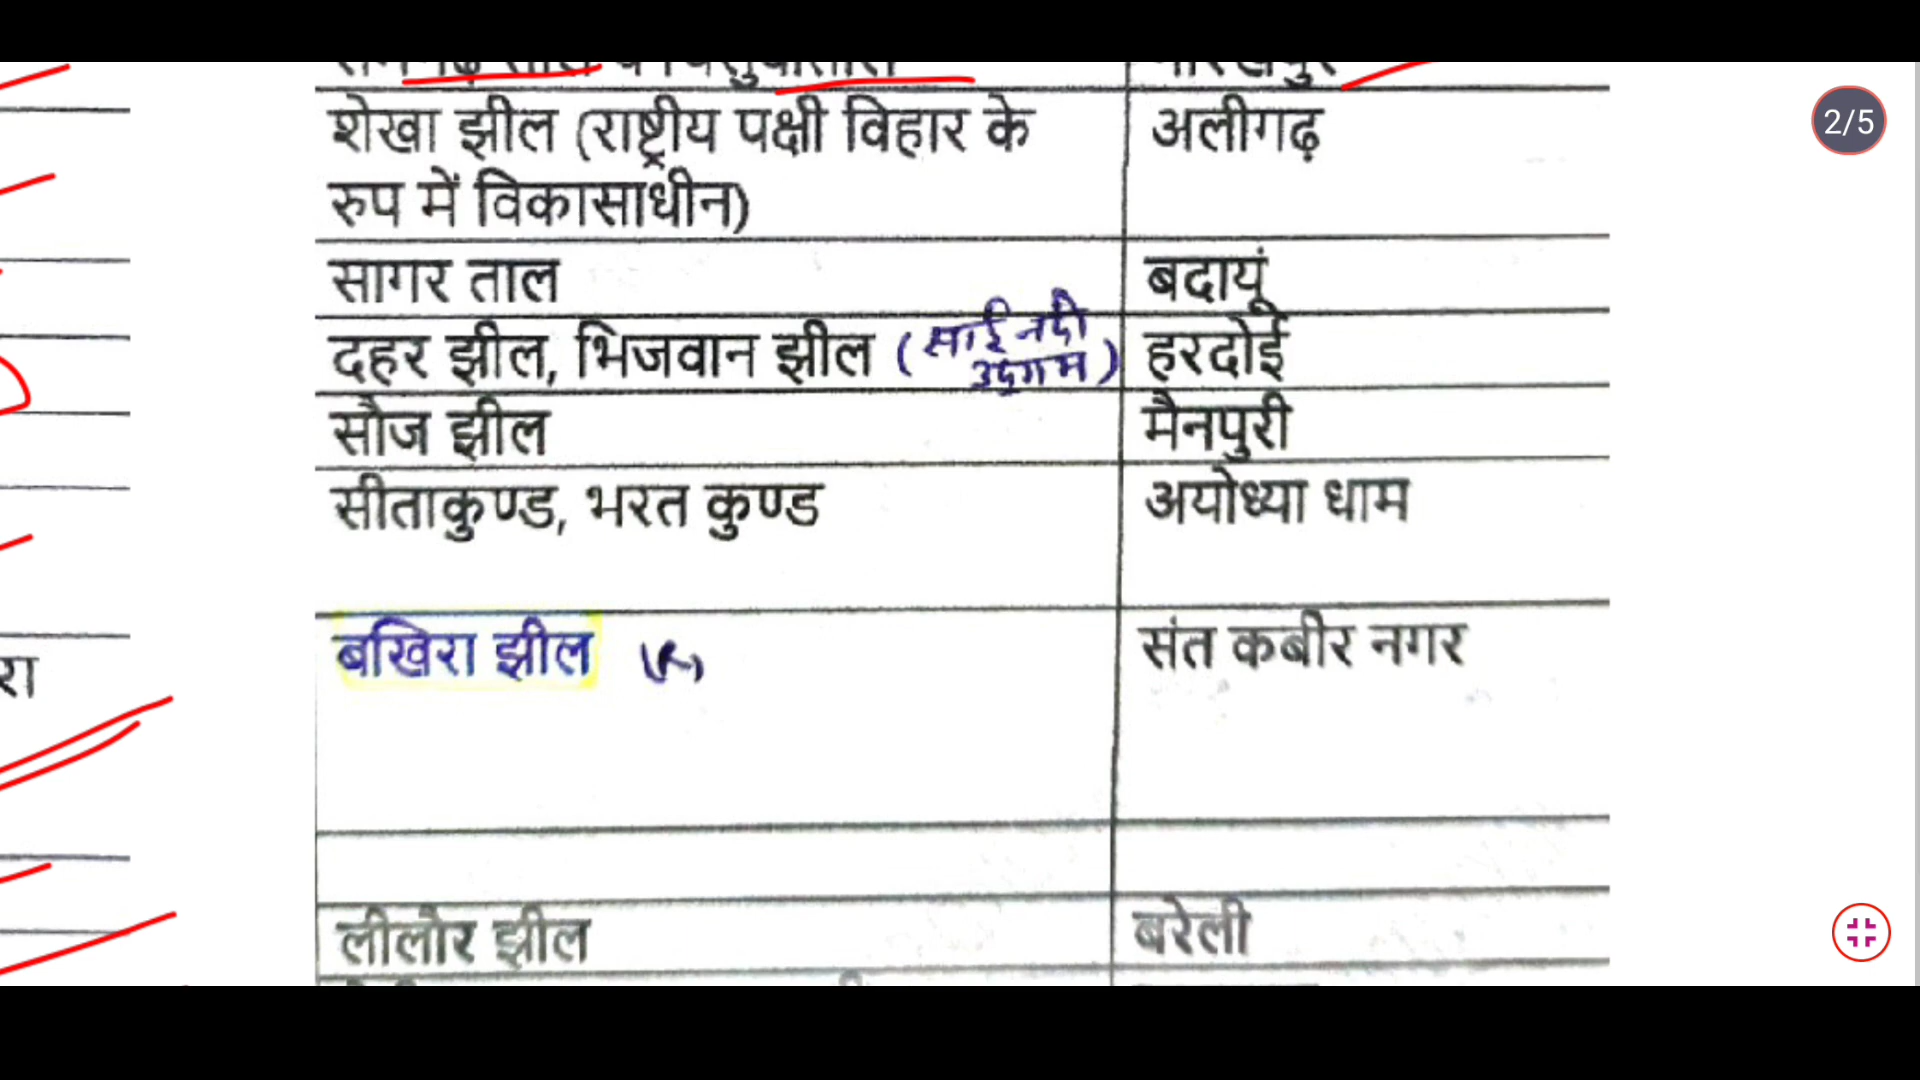 2/5
शेखा झील (राष्ट्रीय पक्षी विहार के अलीगढ़
रुप में विकासाधीन)
सागर ताल बदायूं
दहर झील, भिजवान झील (साई नदी उद्गम) हरदोई
सौज झील मैनपुरी
सीताकुण्ड, भरत कुण्ड अयोध्या धाम
बखिरा झील (R) संत कबीर नगर
रा
लीलोर झील बरेली